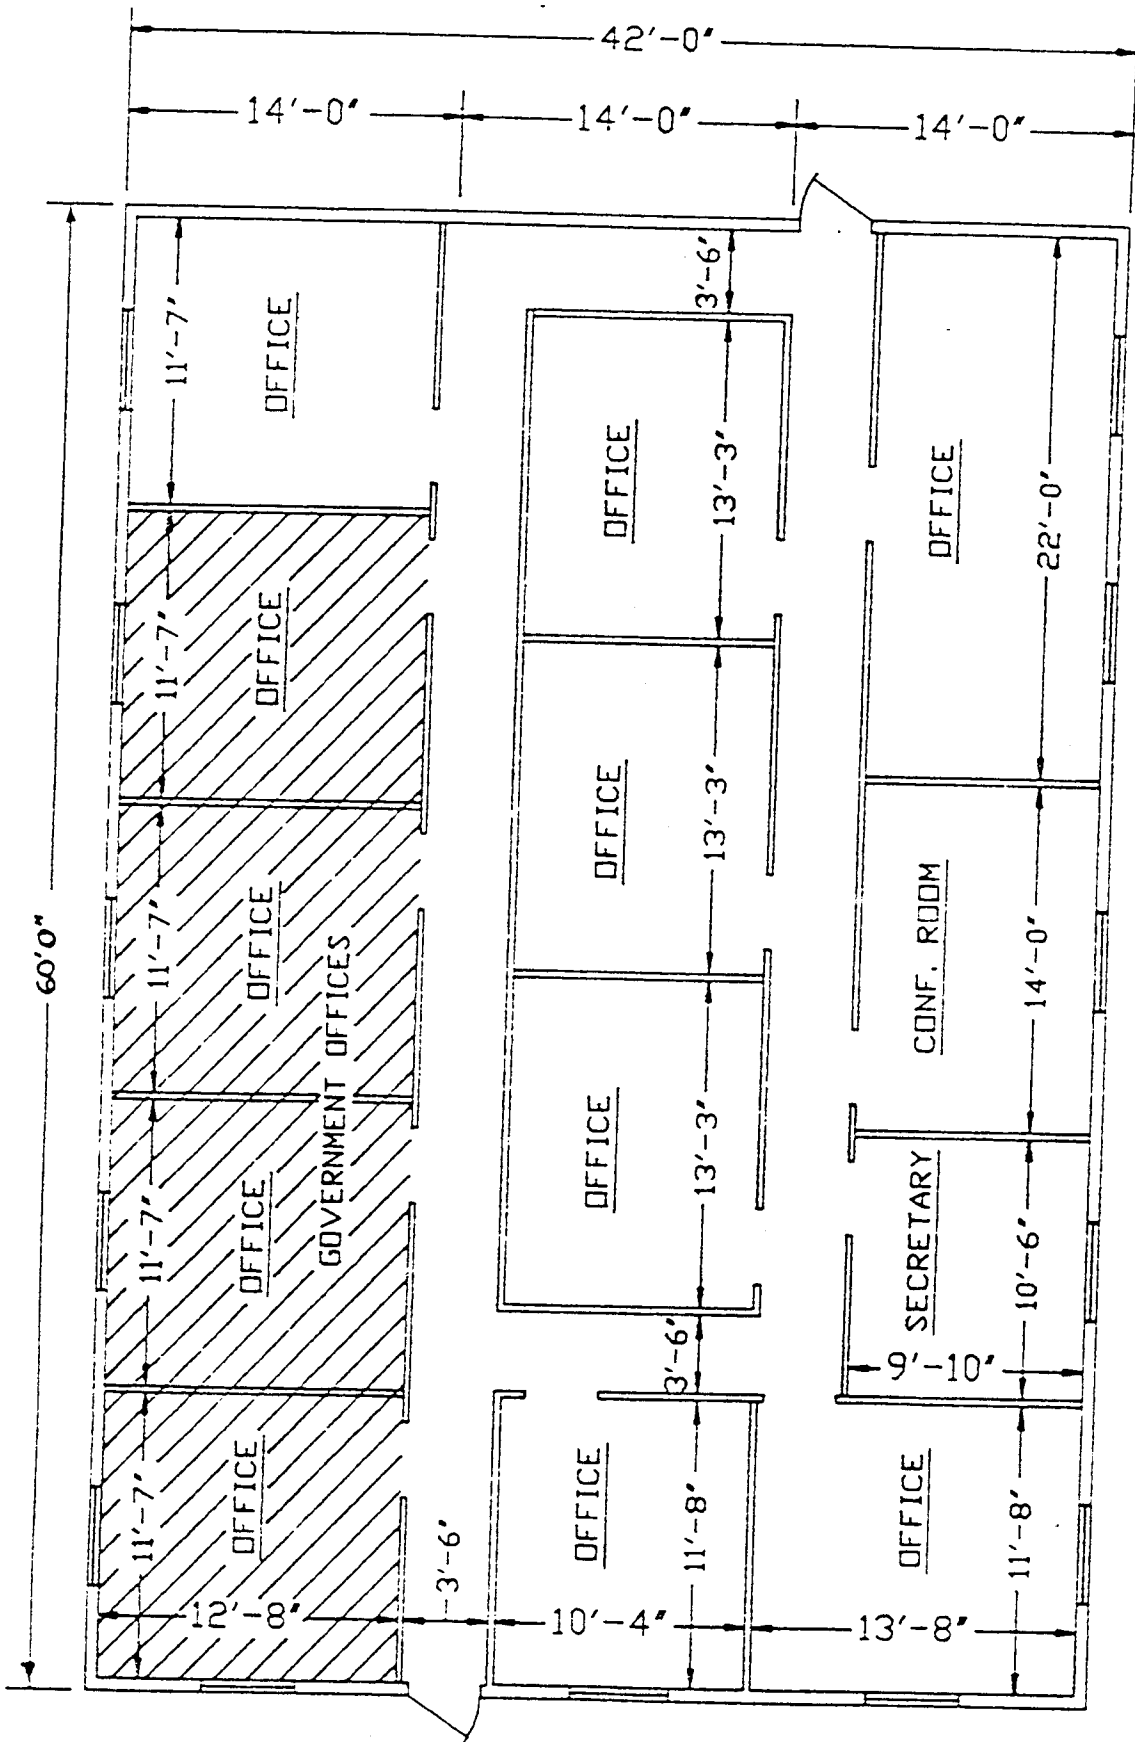 42'-0"
14'-0"
14'-0"
14'-0"
3'-6"
11'-7"
OFFICE
OFFICE
13'-3"
OFFICE
22'-0"
11'-7"
OFFICE
OFFICE
13'-3"
60'0"
11'-7"
OFFICE
GOVERNMENT OFFICES
CONF. ROOM
14'-0"
11'-7"
OFFICE
OFFICE
13'-3"
SECRETARY
10'-6"
3'-6"
9'-10"
11'-7"
OFFICE
3'-6"
OFFICE
11'-8"
OFFICE
11'-8"
12'-8"
10'-4"
13'-8"